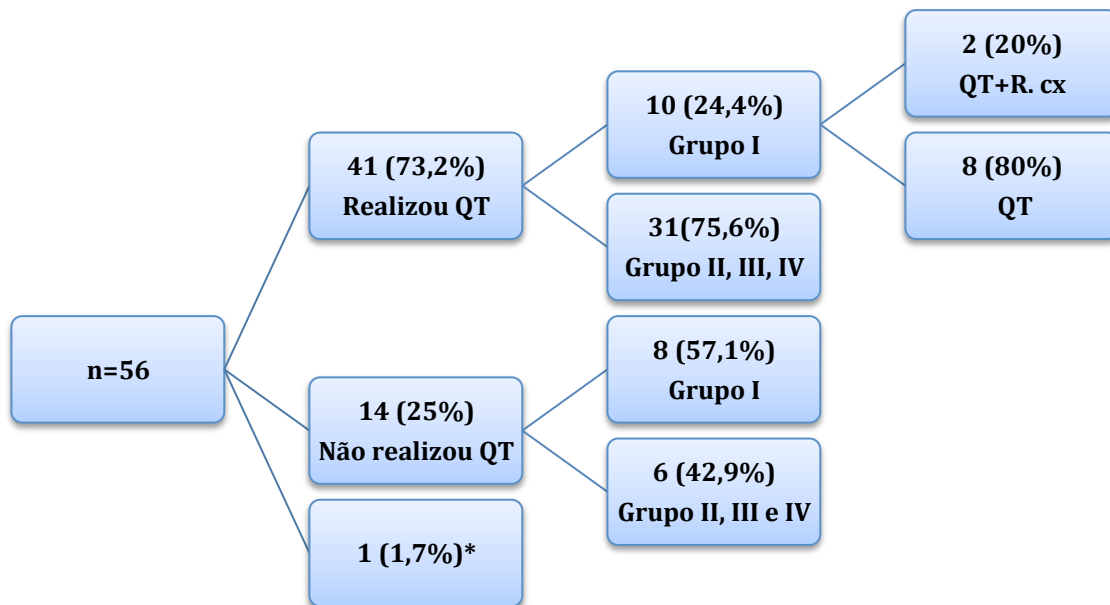 2 (20%)
QT+R. cx
10 (24,4%)
Grupo I
41 (73,2%)
Realizou QT
8 (80%)
QT
31(75,6%)
Grupo II, III, IV
n=56
8 (57,1%)
Grupo I
14 (25%)
Não realizou QT
6 (42,9%)
Grupo II, III e IV
1 (1,7%)*